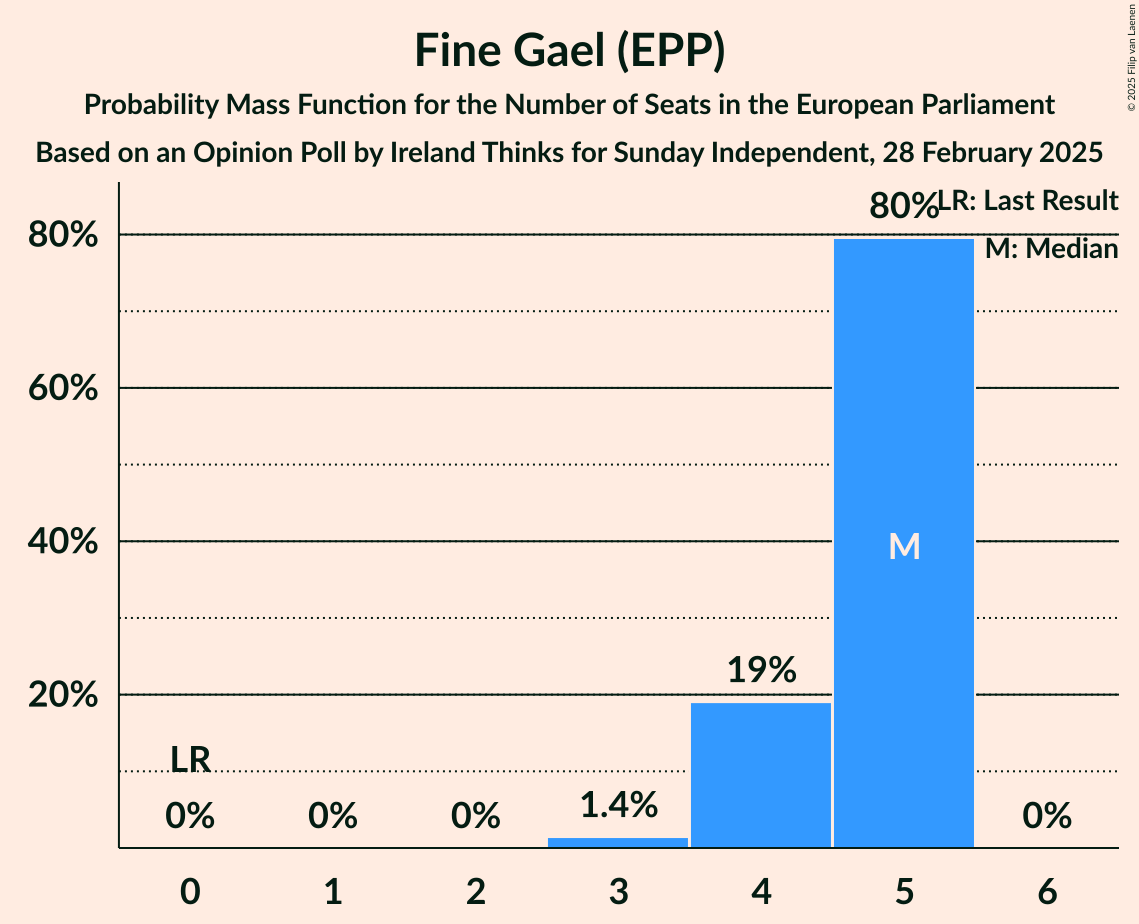 Fine Gael (EPP)
Probability Mass Function for the Number of Seats in the European Parliament
Based on an Opinion Poll by Ireland Thinks for Sunday Independent, 28 February 2025
© 2025 Filip van Laenen
LR: Last Result
M: Median
80%
60%
40%
20%
LR
0%
0%
0%
1.4%
19%
80%
M
0%
0
1
2
3
4
5
6